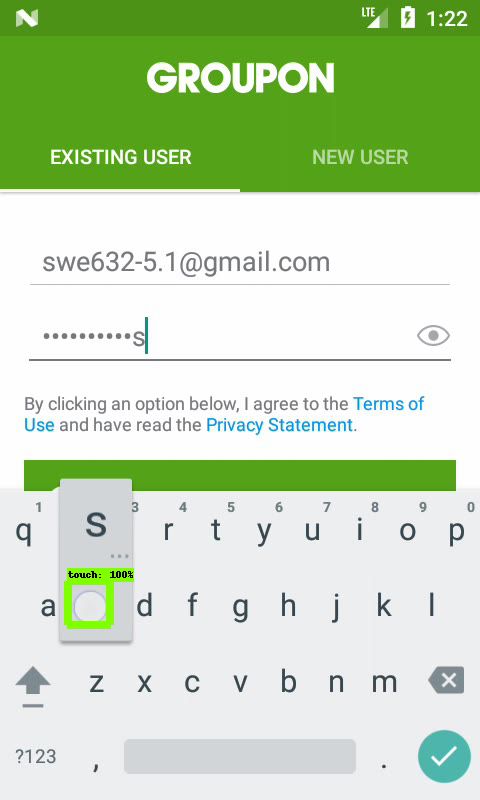 LTE 1:22
GROUPON
EXISTING USER NEW USER
swe632-5.1@gmail.com
••••••••••s
By clicking an option below, I agree to the Terms of
Use and have read the Privacy Statement.
1 3 4 5 6 7 8 9 0
q s r t y u i o p
...
touch: 100%
a d f g h j k l
z x c v b n m
?123 , .